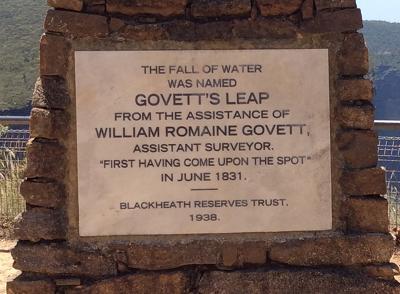 THE FALL OF WATER
WAS NAMED
GOVETT'S LEAP
FROM THE ASSISTANCE OF
WILLIAM ROMAINE GOVETT,
ASSISTANT SURVEYOR.
"FIRST HAVING COME UPON THE SPOT"
IN JUNE 1831.
BLACKHEATH RESERVES TRUST.
1938.